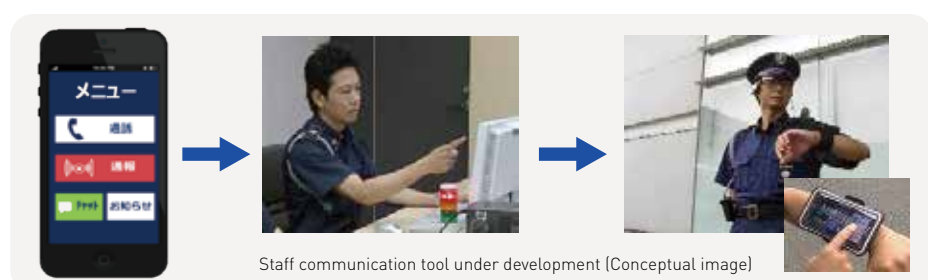 メニュー
通話
通報
チャット
お知らせ
Staff communication tool under development (Conceptual image)